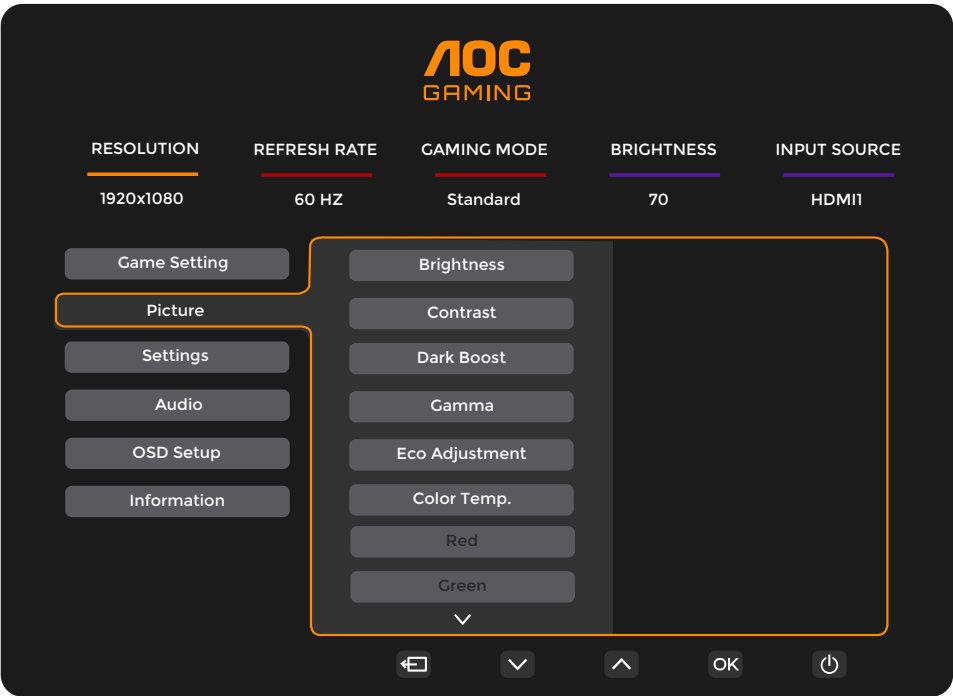 AOC
GAMING
RESOLUTION REFRESH RATE GAMING MODE BRIGHTNESS INPUT SOURCE
1920x1080 60 HZ Standard 70 HDMI1
Game Setting
Picture
Settings
Audio
OSD Setup
Information
Brightness
Contrast
Dark Boost
Gamma
Eco Adjustment
Color Temp.
Red
Green
OK